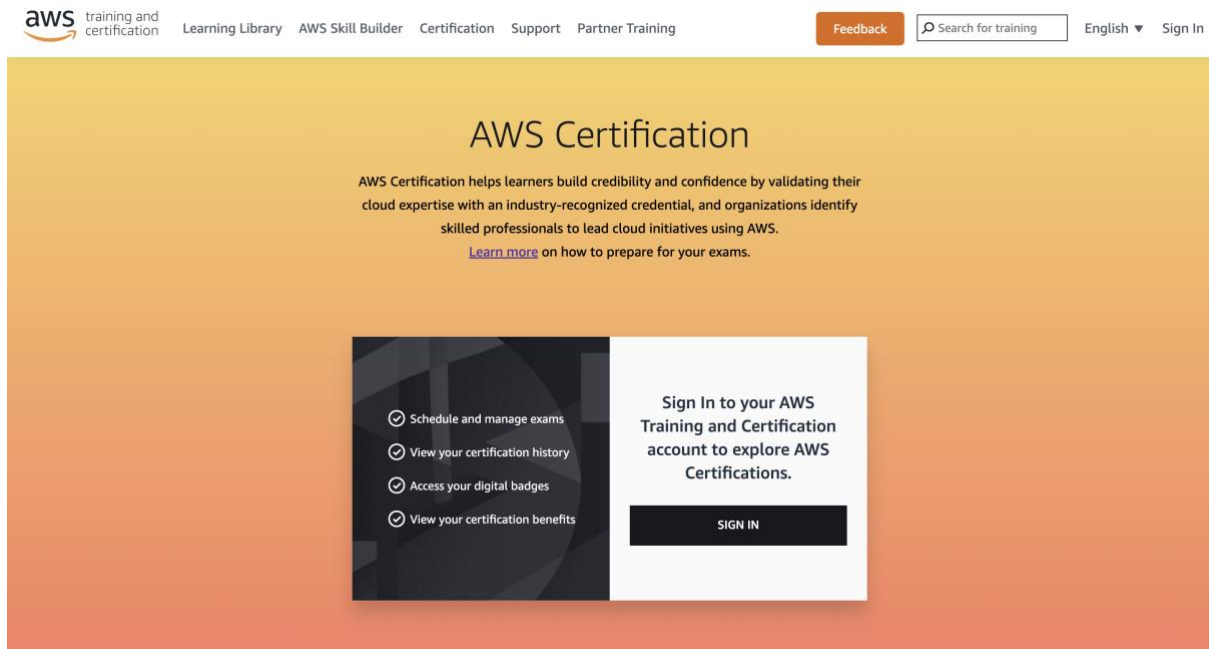 aws training and certification
Learning Library AWS Skill Builder Certification Support Partner Training Feedback Search for training English Sign In
AWS Certification
AWS Certification helps learners build credibility and confidence by validating their
cloud expertise with an industry-recognized credential, and organizations identify
skilled professionals to lead cloud initiatives using AWS.
Learn more on how to prepare for your exams.
Schedule and manage exams
View your certification history
Access your digital badges
View your certification benefits
Sign In to your AWS
Training and Certification
account to explore AWS
Certifications.
SIGN IN